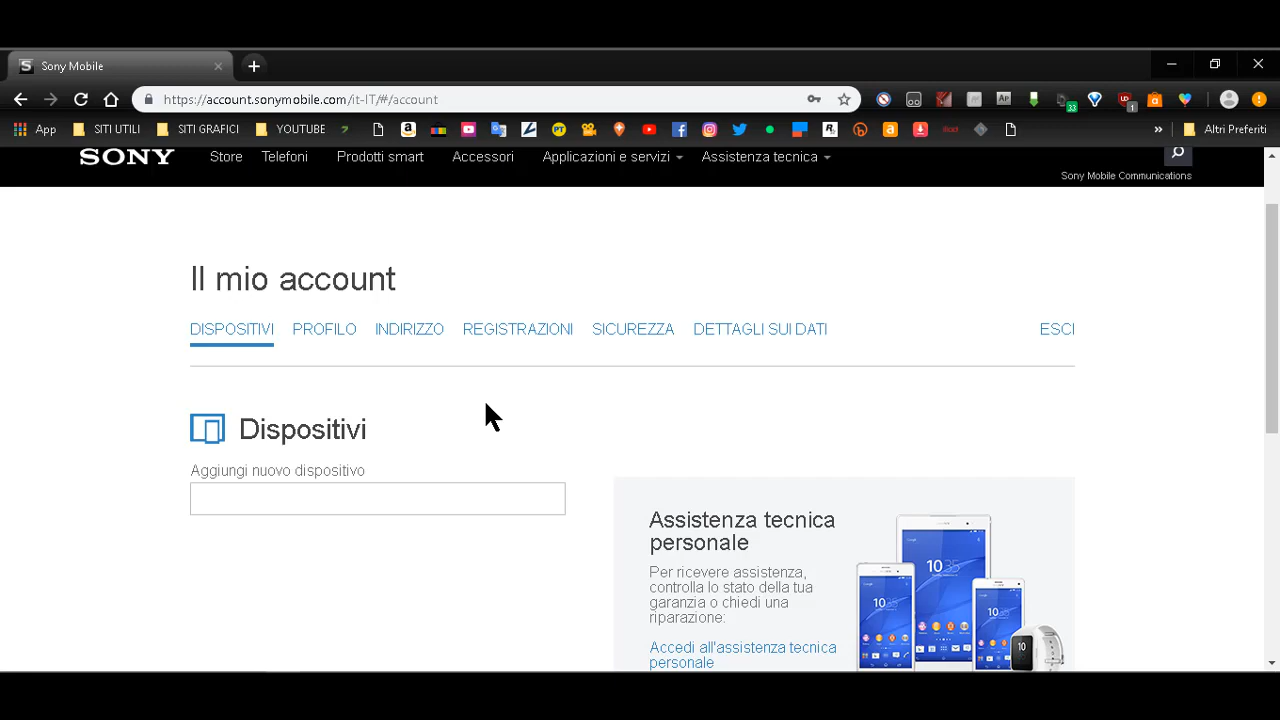 Sony Mobile
https://account.sonymobile.com/it-IT/#/account
App SITI UTILI SITI GRAFICI YOUTUBE » Altri Preferiti
SONY Store Telefoni Prodotti smart Accessori Applicazioni e servizi Assistenza tecnica
Sony Mobile Communications
Il mio account
DISPOSITIVI PROFILO INDIRIZZO REGISTRAZIONI SICUREZZA DETTAGLI SUI DATI ESCI
Dispositivi
Aggiungi nuovo dispositivo
Assistenza tecnica
personale
Per ricevere assistenza,
controlla lo stato della tua
garanzia o chiedi una
riparazione:
Accedi all'assistenza tecnica
personale